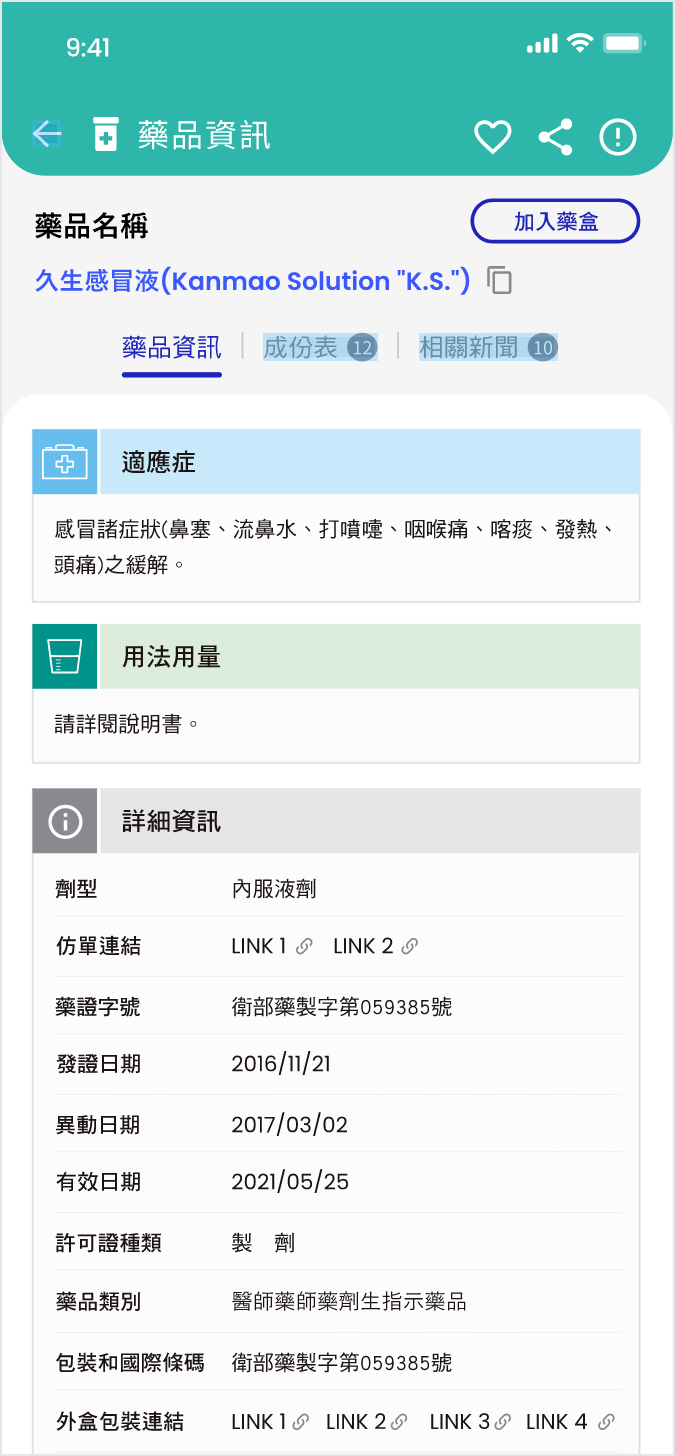 9:41
藥品資訊
藥品名稱
加入藥盒
久生感冒液(Kanmao Solution "K.S.")
藥品資訊 成份表 12 相關新聞 10
適應症
感冒諸症狀(鼻塞、流鼻水、打噴嚏、咽喉痛、喀痰、發熱、
頭痛)之緩解。
用法用量
請詳閱說明書。
詳細資訊
劑型 內服液劑
仿單連結 LINK 1 LINK 2
藥證字號 衛部藥製字第059385號
發證日期 2016/11/21
異動日期 2017/03/02
有效日期 2021/05/25
許可證種類 製　劑
藥品類別 醫師藥師藥劑生指示藥品
包裝和國際條碼 衛部藥製字第059385號
外盒包裝連結 LINK 1 LINK 2 LINK 3 LINK 4